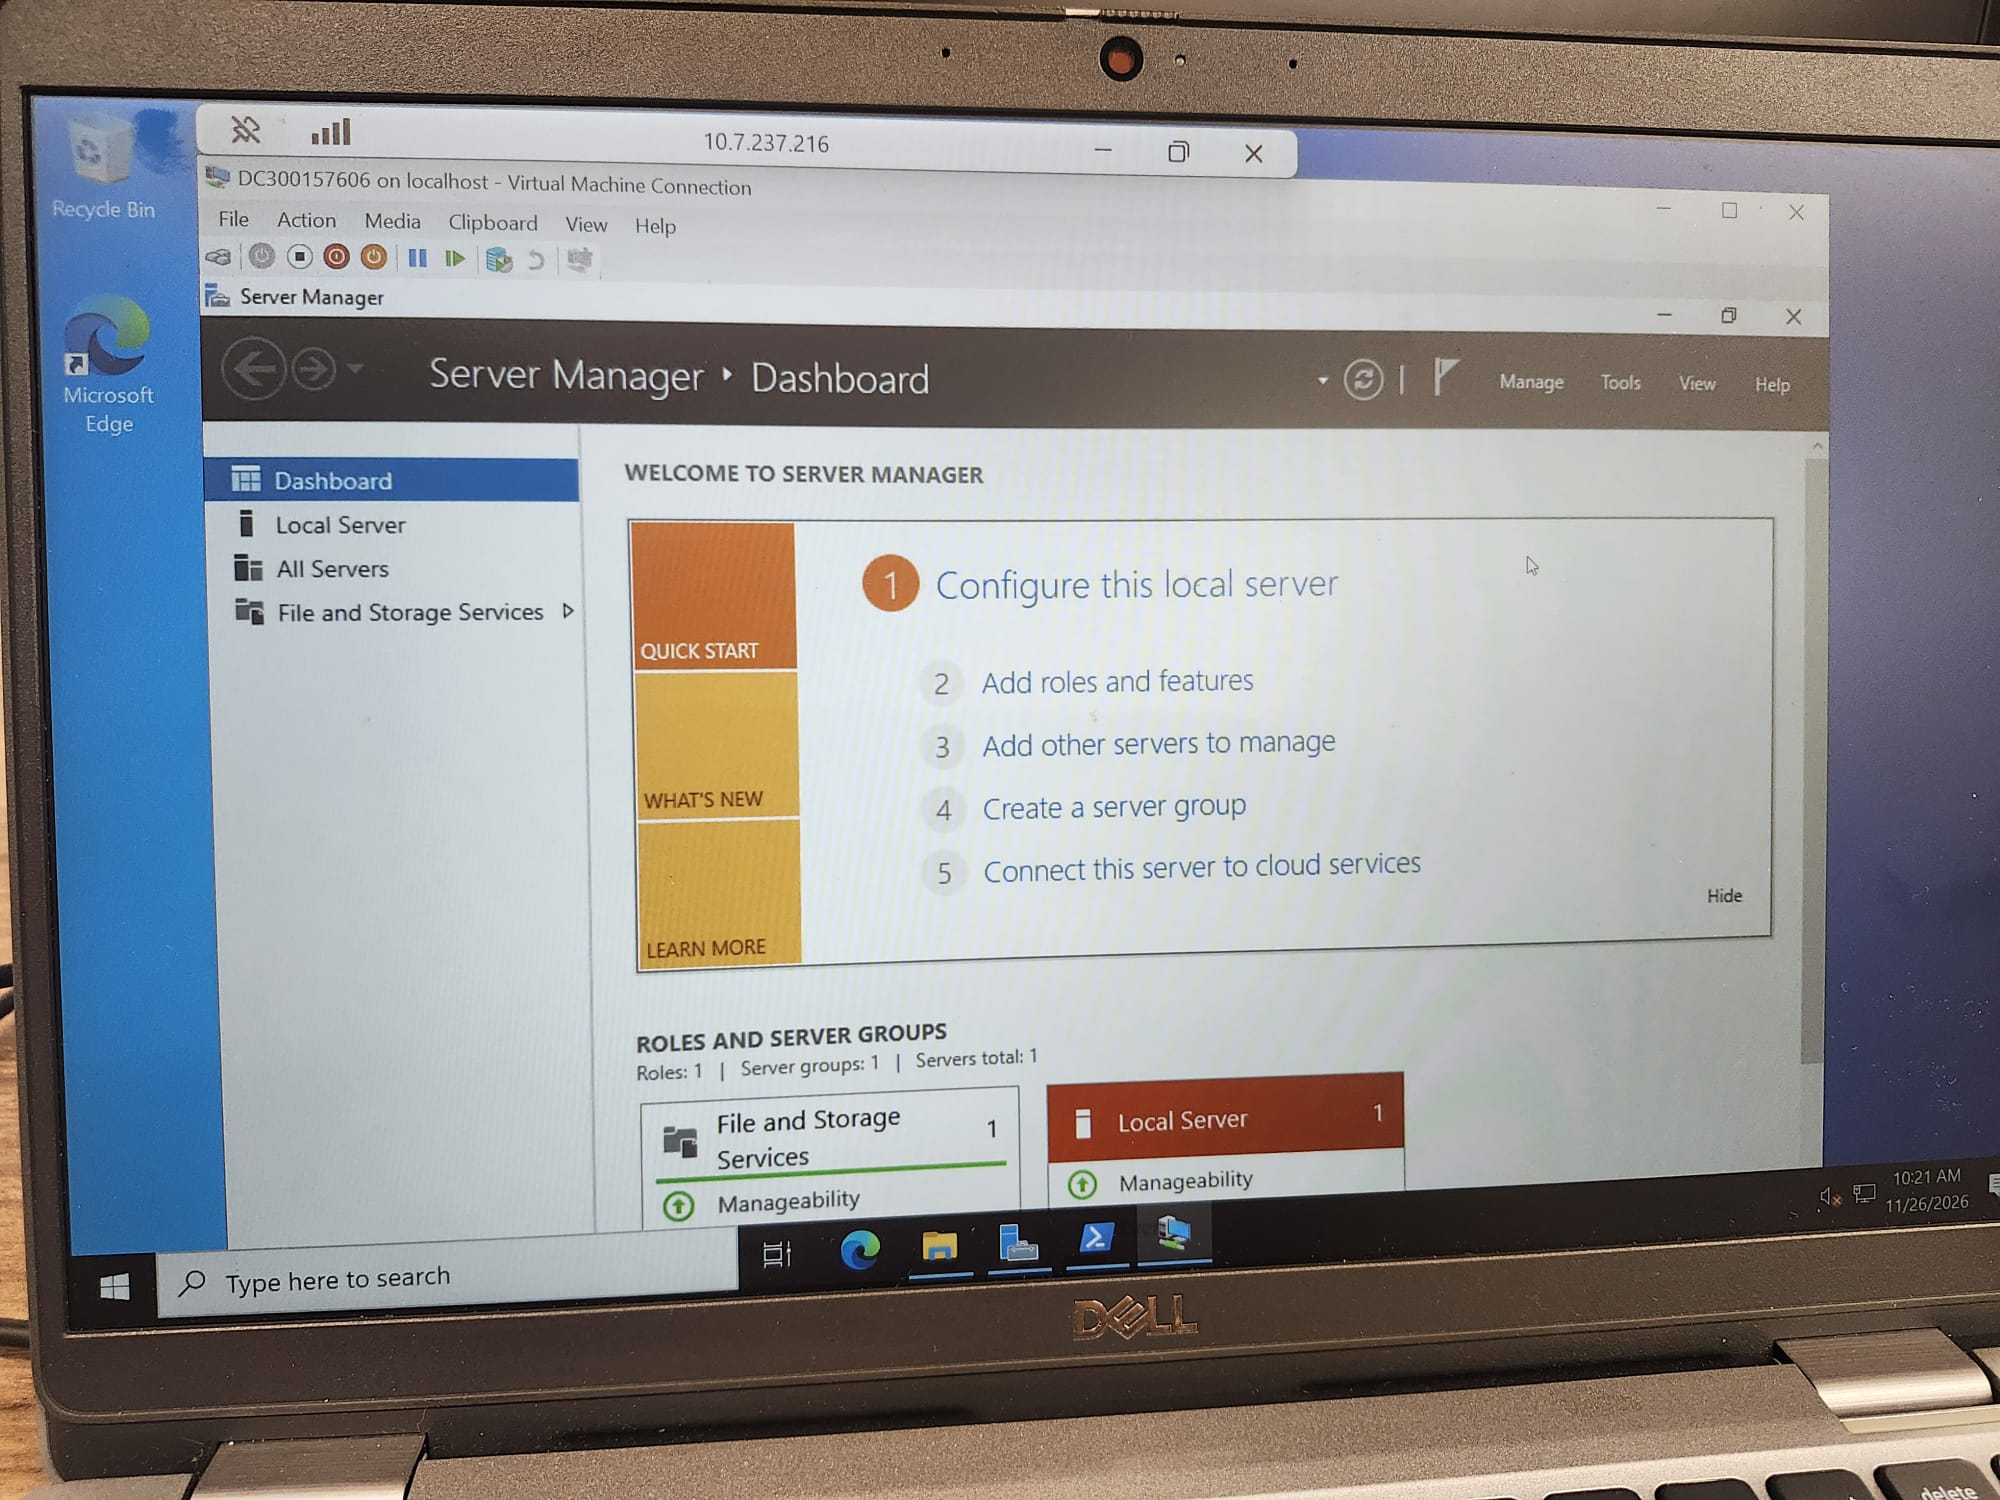 10.7.237.216
Recycle Bin
DC300157606 on localhost - Virtual Machine Connection
File Action Media Clipboard View Help
Server Manager
Microsoft
Edge
Server Manager Dashboard
Manage Tools View Help
Dashboard
Local Server
All Servers
File and Storage Services
WELCOME TO SERVER MANAGER
QUICK START
WHAT'S NEW
LEARN MORE
1 Configure this local server
2 Add roles and features
3 Add other servers to manage
4 Create a server group
5 Connect this server to cloud services
Hide
ROLES AND SERVER GROUPS
Roles: 1 | Server groups: 1 | Servers total: 1
File and Storage
Services
1
Manageability
Local Server 1
Manageability
Type here to search
10:21 AM
11/26/2026
DELL
delete